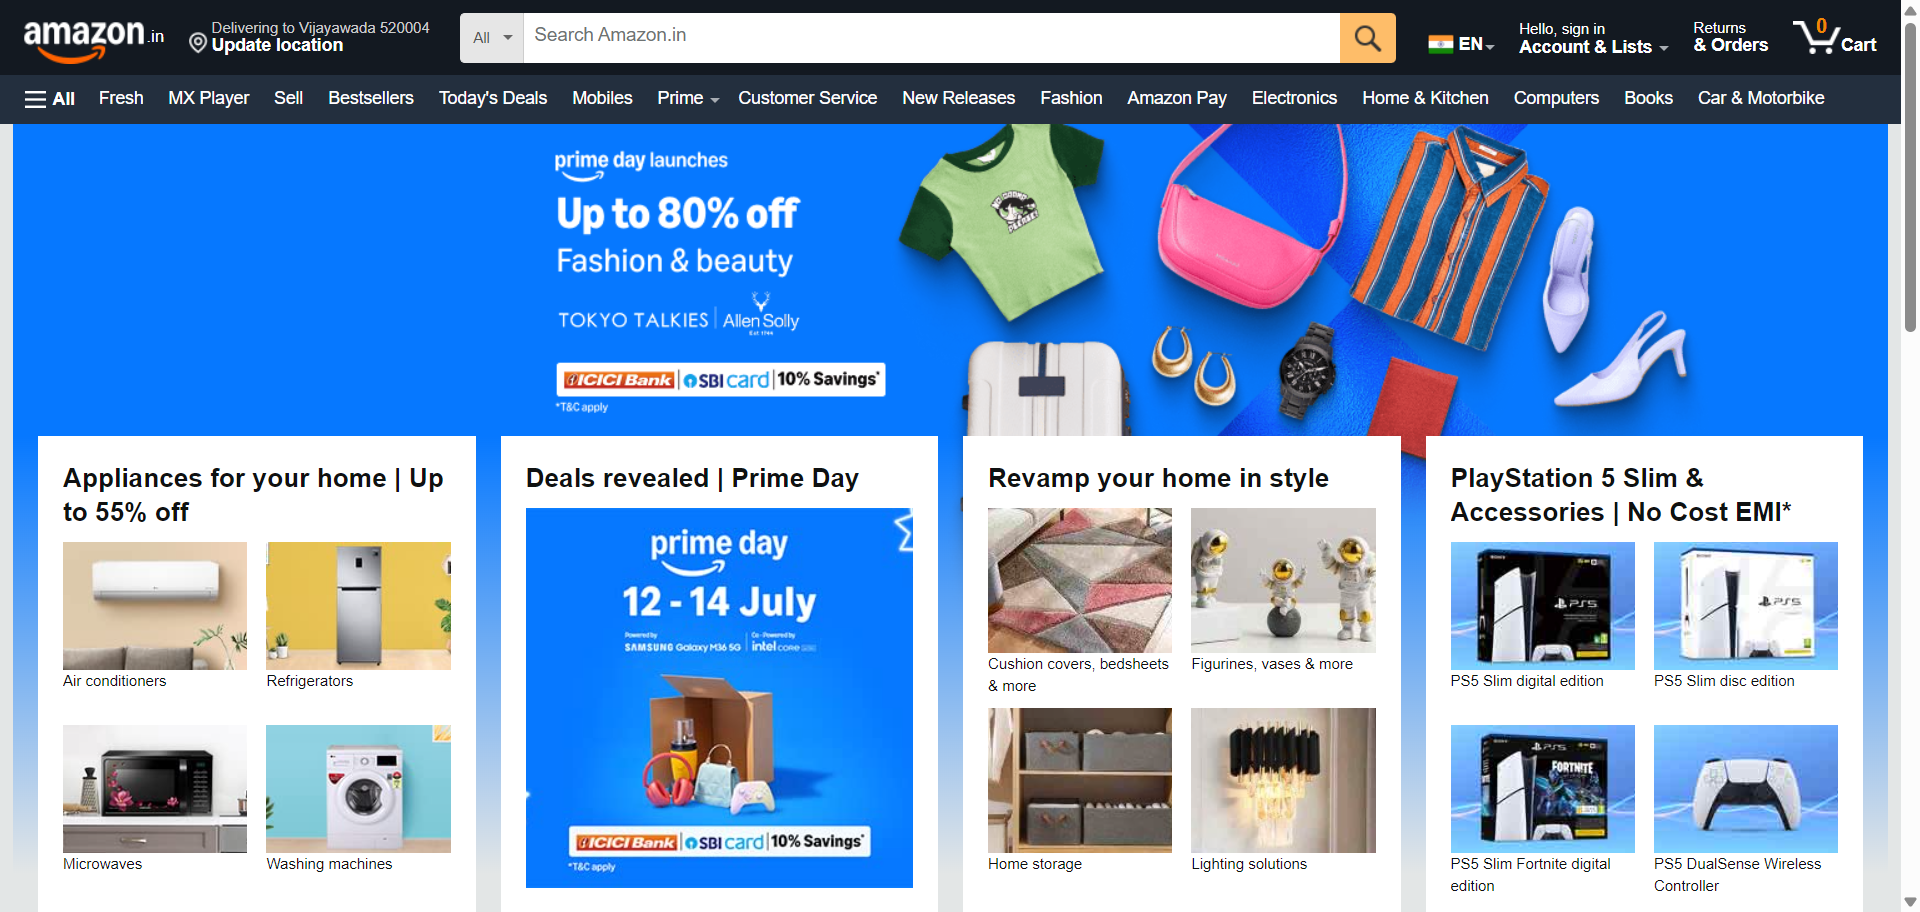 amazon.in
Delivering to Vijayawada 520004
Update location
All
Search Amazon.in
EN
Hello, sign in
Account & Lists
Returns
& Orders
0
Cart
All
Fresh
MX Player
Sell
Bestsellers
Today's Deals
Mobiles
Prime
Customer Service
New Releases
Fashion
Amazon Pay
Electronics
Home & Kitchen
Computers
Books
Car & Motorbike
prime day launches
Up to 80% off
Fashion & beauty
TOKYO TALKIES | Allen Solly
Est 1744
ICICI Bank | SBI card | 10% Savings*
*T&C apply
Appliances for your home | Up
to 55% off
Air conditioners
Refrigerators
Microwaves
Washing machines
Deals revealed | Prime Day
prime day
12 - 14 July
Powered by
SAMSUNG Galaxy M36 5G
Co-Powered by
intel CORE
ICICI Bank | SBI card | 10% Savings*
*T&C apply
Revamp your home in style
Cushion covers, bedsheets
& more
Figurines, vases & more
Home storage
Lighting solutions
PlayStation 5 Slim &
Accessories | No Cost EMI*
PS5
PS5 Slim digital edition
PS5
PS5 Slim disc edition
PS5
FORTNITE
PS5 Slim Fortnite digital
edition
PS5 DualSense Wireless
Controller